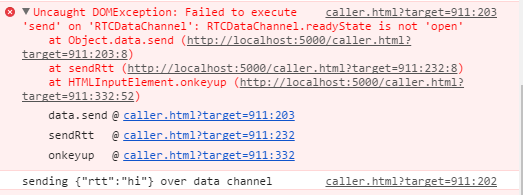 Uncaught DOMException: Failed to execute caller.html?target=911:203
'send' on 'RTCDataChannel': RTCDataChannel.readyState is not 'open'
at Object.data.send (http://localhost:5000/caller.html?
target=911:203:8)
at sendRtt (http://localhost:5000/caller.html?target=911:232:8)
at HTMLInputElement.onkeyup (http://localhost:5000/caller.html?
target=911:332:52)
data.send @ caller.html?target=911:203
sendRtt @ caller.html?target=911:232
onkeyup @ caller.html?target=911:332
sending {"rtt":"hi"} over data channel caller.html?target=911:202